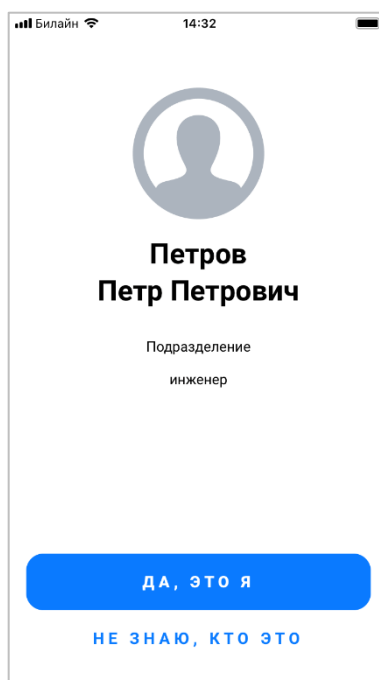 Билайн 14:32
Петров
Петр Петрович
Подразделение
инженер
ДА, ЭТО Я
НЕ ЗНАЮ, КТО ЭТО